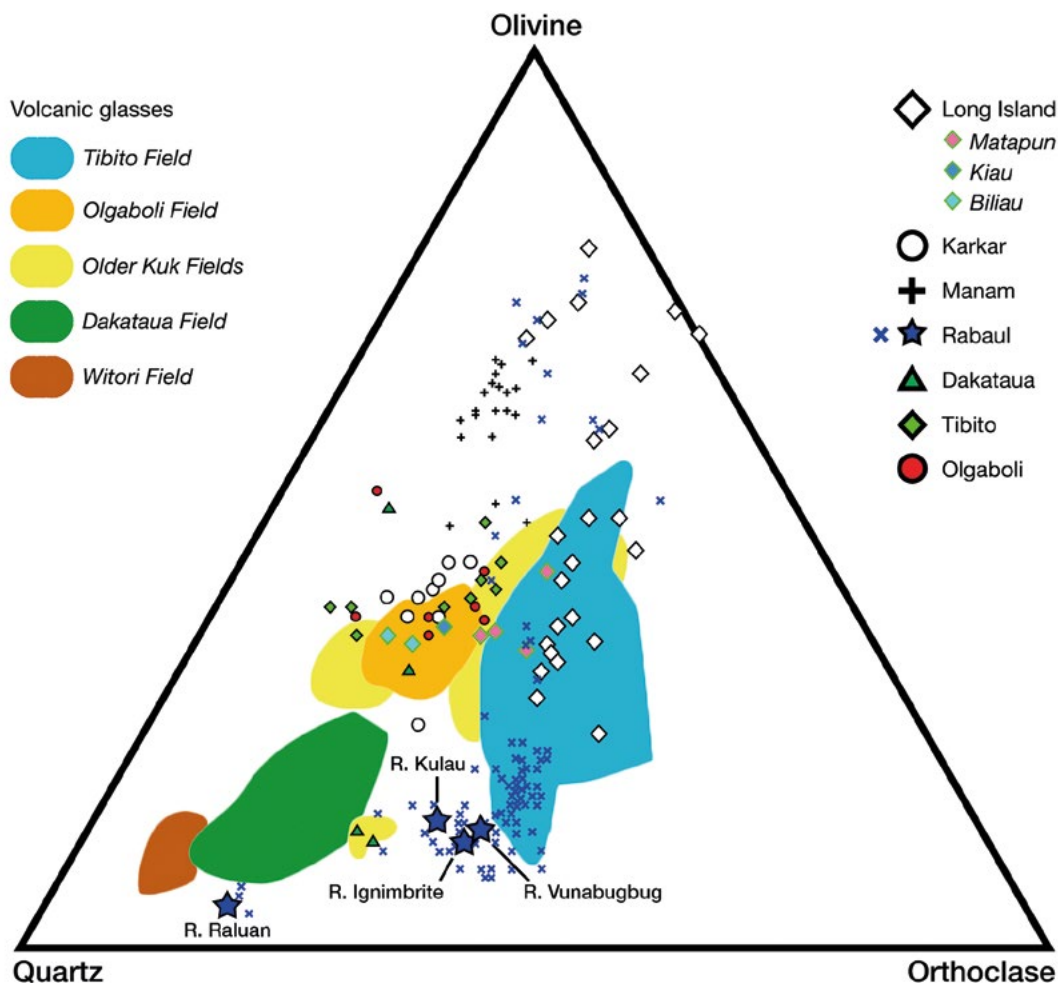 Olivine
Volcanic glasses
Tibito Field
Olgaboli Field
Older Kuk Fields
Dakataua Field
Witori Field
Long Island
Matapun
Kiau
Biliau
Karkar
Manam
Rabaul
Dakataua
Tibito
Olgaboli
R. Kulau
R. Ignimbrite
R. Vunabugbug
R. Raluan
Quartz
Orthoclase